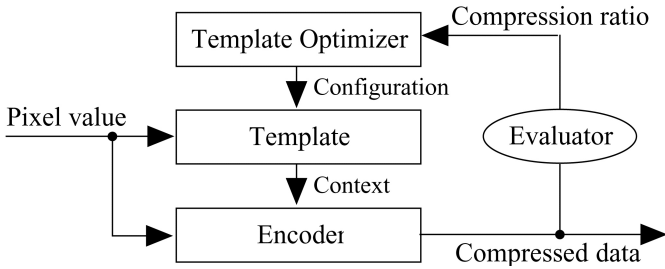 Compression ratio
Template Optimizer
Configuration
Pixel value
Template
Evaluator
Context
Encoder
Compressed data